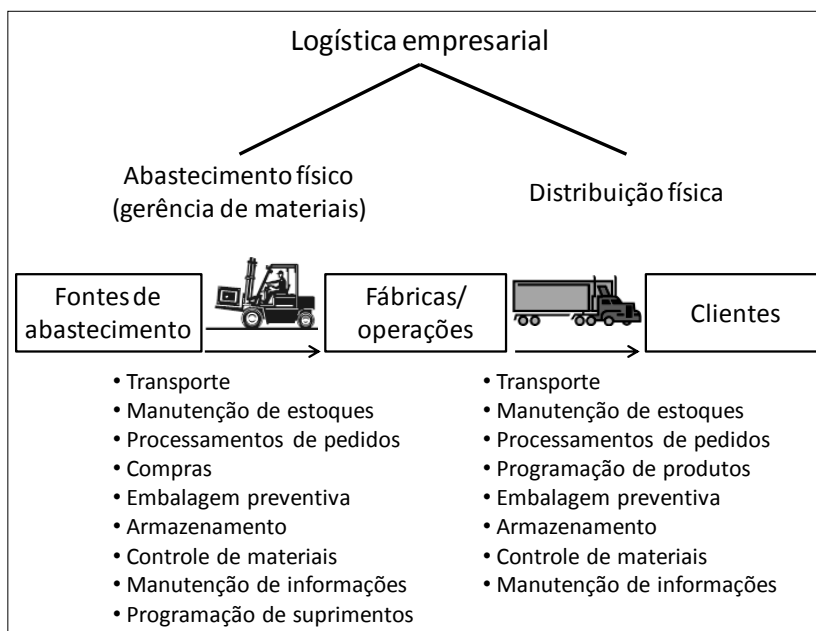 Logística empresarial
Abastecimento físico
(gerência de materiais)
Distribuição física
Fontes de
abastecimento
Fábricas/
operações
Clientes
• Transporte
• Manutenção de estoques
• Processamentos de pedidos
• Compras
• Embalagem preventiva
• Armazenamento
• Controle de materiais
• Manutenção de informações
• Programação de suprimentos
• Transporte
• Manutenção de estoques
• Processamentos de pedidos
• Programação de produtos
• Embalagem preventiva
• Armazenamento
• Controle de materiais
• Manutenção de informações